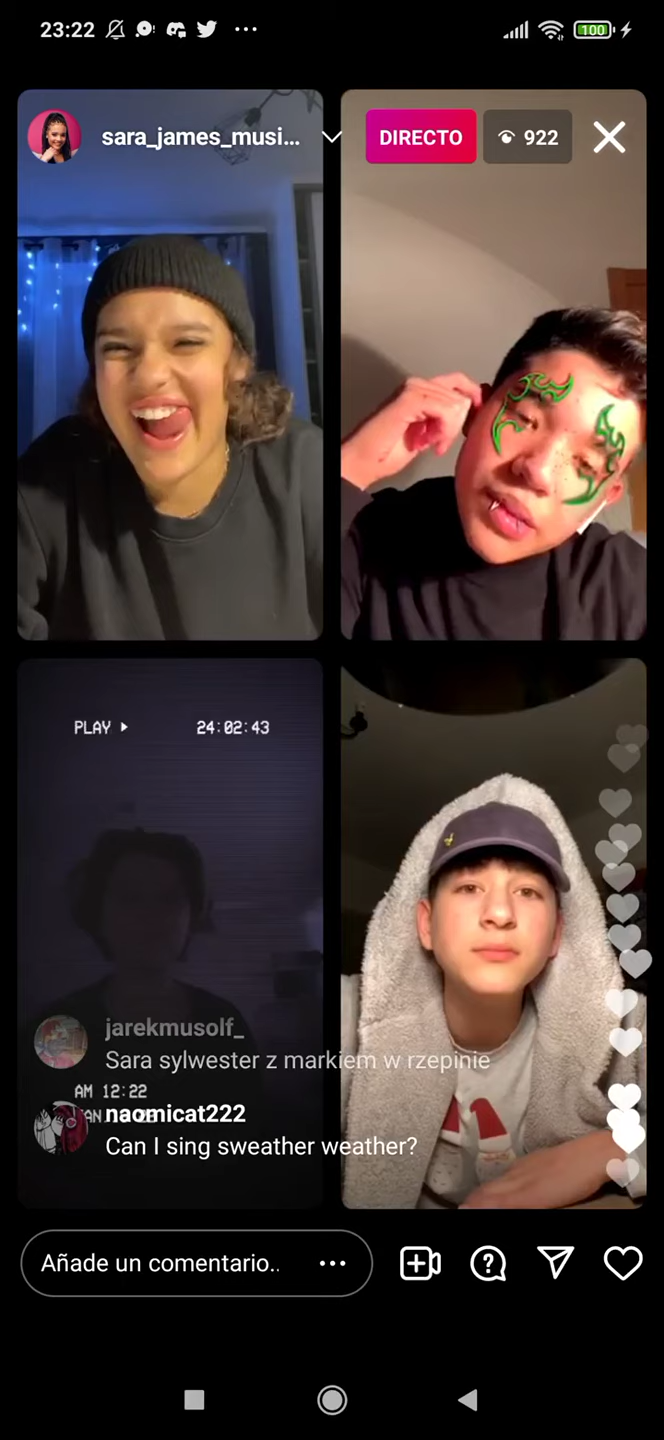 23:22
100
sara_james_musi...
DIRECTO
922
PLAY
24:02:43
jarekmusolf_
Sara sylwester z markiem w rzepinie
AM 12:22
naomicat222
Can I sing sweather weather?
Añade un comentario..